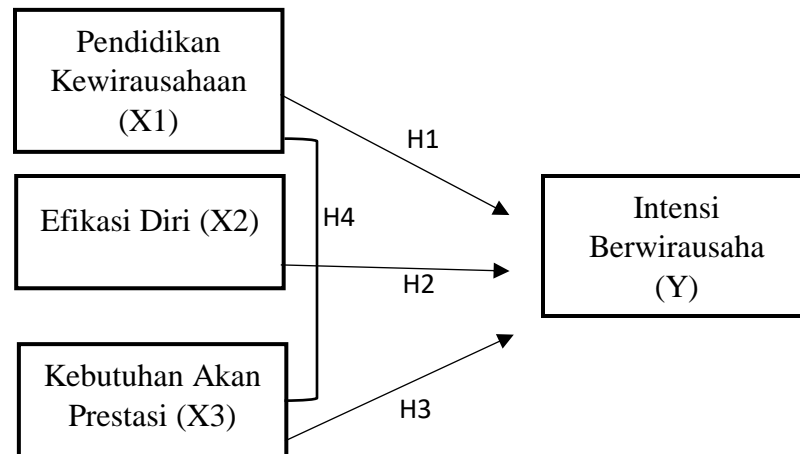 Pendidikan
Kewirausahaan
(X1)
H1
Efikasi Diri (X2)
H4
Intensi
Berwirausaha
(Y)
H2
Kebutuhan Akan
Prestasi (X3)
H3